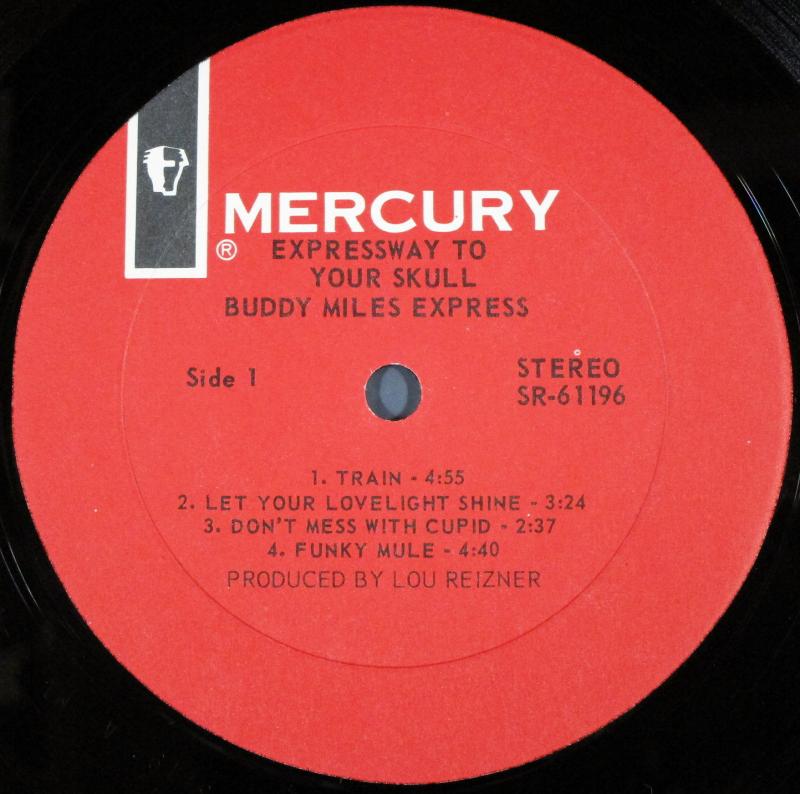 MERCURY
®
EXPRESSWAY TO
YOUR SKULL
BUDDY MILES EXPRESS
Side 1
STEREO
SR-61196
1. TRAIN - 4:55
2. LET YOUR LOVELIGHT SHINE - 3:24
3. DON'T MESS WITH CUPID - 2:37
4. FUNKY MULE - 4:40
PRODUCED BY LOU REIZNER